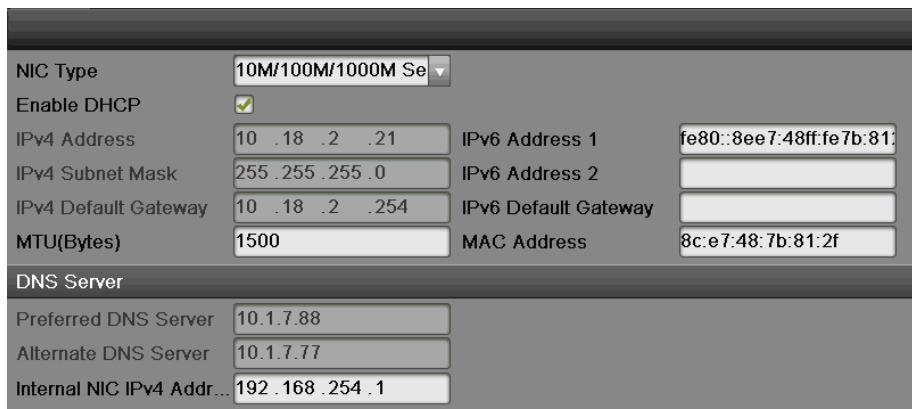 NIC Type 10M/100M/1000M Se
Enable DHCP
IPv4 Address 10 .18 .2 .21 IPv6 Address 1 fe80::8ee7:48ff:fe7b:812
IPv4 Subnet Mask 255 .255 .255 .0 IPv6 Address 2
IPv4 Default Gateway 10 .18 .2 .254 IPv6 Default Gateway
MTU(Bytes) 1500 MAC Address 8c:e7:48:7b:81:2f
DNS Server
Preferred DNS Server 10.1.7.88
Alternate DNS Server 10.1.7.77
Internal NIC IPv4 Addr... 192 .168 .254 .1